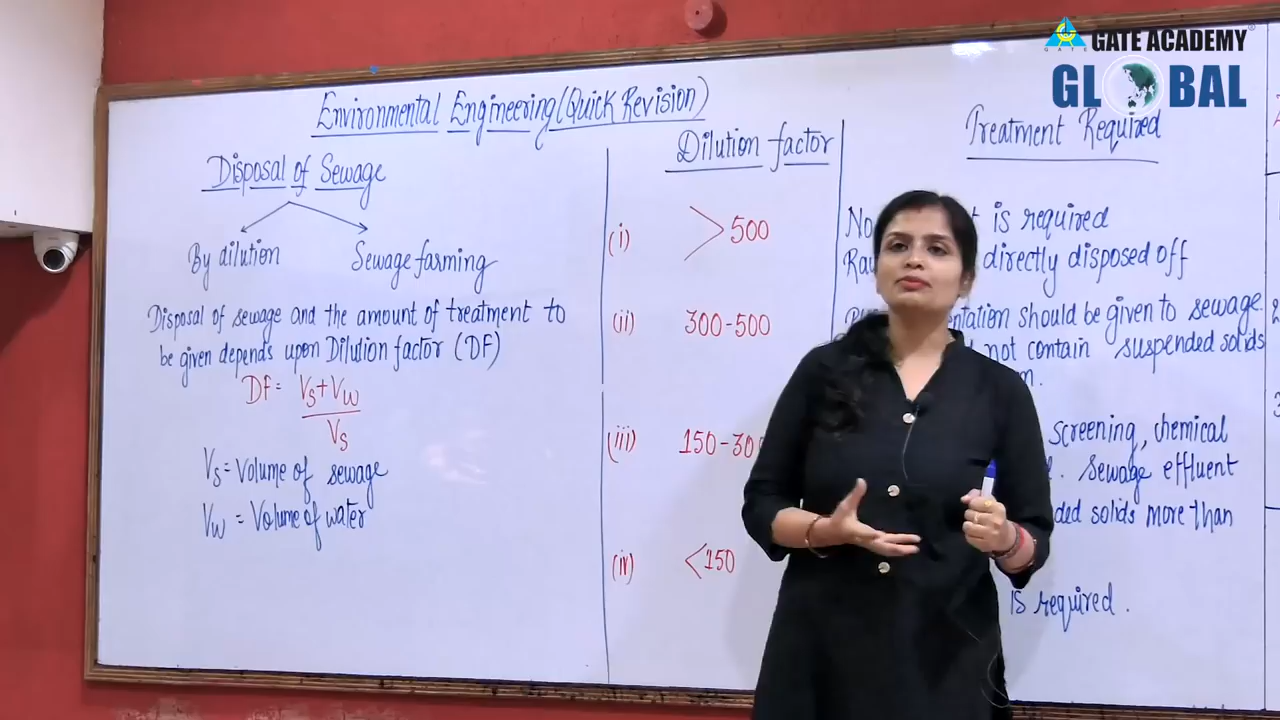 GATE ACADEMY
GATE
GLOBAL
Environmental Engineering (Quick Revision)
Disposal of Sewage
By dilution
Sewage farming
Disposal of sewage and the amount of treatment to
be given depends upon Dilution factor (DF)
Df = Vs + Vw
Vs
Vs = Volume of sewage
Vw = Volume of water
Dilution factor
(i) > 500
(ii) 300-500
(iii) 150-300
(iv) <150
Treatment Required
No is required
directly disposed off
should be given to sewage.
not contain suspended solids
screening, chemical
sewage effluent
solids more than
is required.